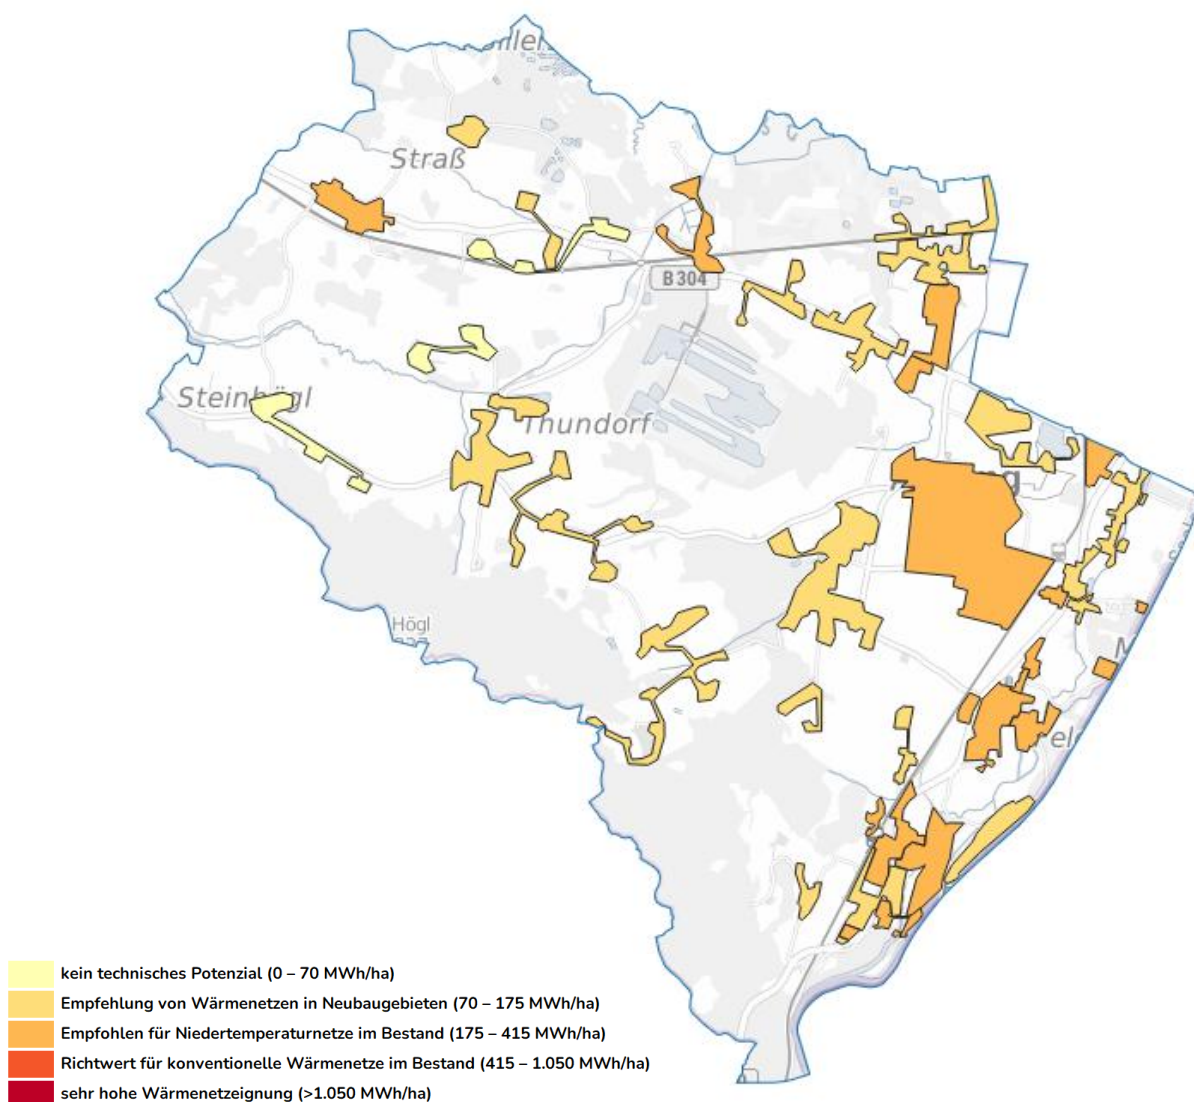 Straß
B 304
Steinhögl
Thundorf
Högl
kein technisches Potenzial (0 – 70 MWh/ha)
Empfehlung von Wärmenetzen in Neubaugebieten (70 – 175 MWh/ha)
Empfohlen für Niedertemperaturnetze im Bestand (175 – 415 MWh/ha)
Richtwert für konventionelle Wärmenetze im Bestand (415 – 1.050 MWh/ha)
sehr hohe Wärmenetzeignung (>1.050 MWh/ha)